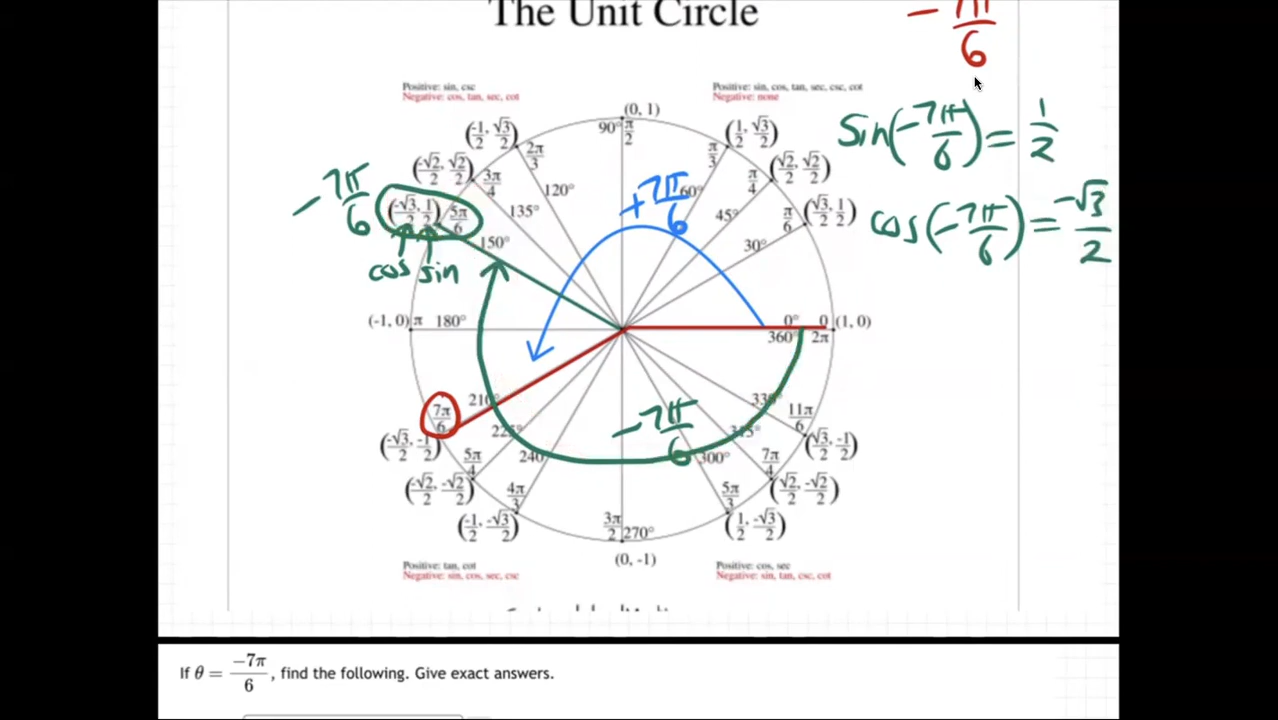 The Unit Circle
-7π/6
Positive: sin, csc
Negative: cos, tan, sec, cot
Positive: sin, cos, tan, sec, csc, cot
Negative: none
(0, 1)
90° π/2
(-1/2, √3/2)
2π/3
120°
(1/2, √3/2)
π/3
60°
(-√2/2, √2/2)
3π/4
135°
(√2/2, √2/2)
π/4
45°
(-√3/2, 1/2)
5π/6
150°
(√3/2, 1/2)
π/6
30°
-7π/6
cos sin
+7π/6
sin(-7π/6) = 1/2
cos(-7π/6) = -√3/2
(-1, 0) π 180°
0° 0 (1, 0)
360° 2π
7π/6
210°
(-√3/2, -1/2)
225°
5π/4
(-√2/2, -√2/2)
240°
4π/3
(-1/2, -√3/2)
-7π/6
330°
11π/6
(√3/2, -1/2)
315°
7π/4
(√2/2, -√2/2)
300°
5π/3
(1/2, -√3/2)
3π/2 270°
(0, -1)
Positive: tan, cot
Negative: sin, cos, sec, csc
Positive: cos, sec
Negative: sin, tan, csc, cot
If θ = -7π/6, find the following. Give exact answers.